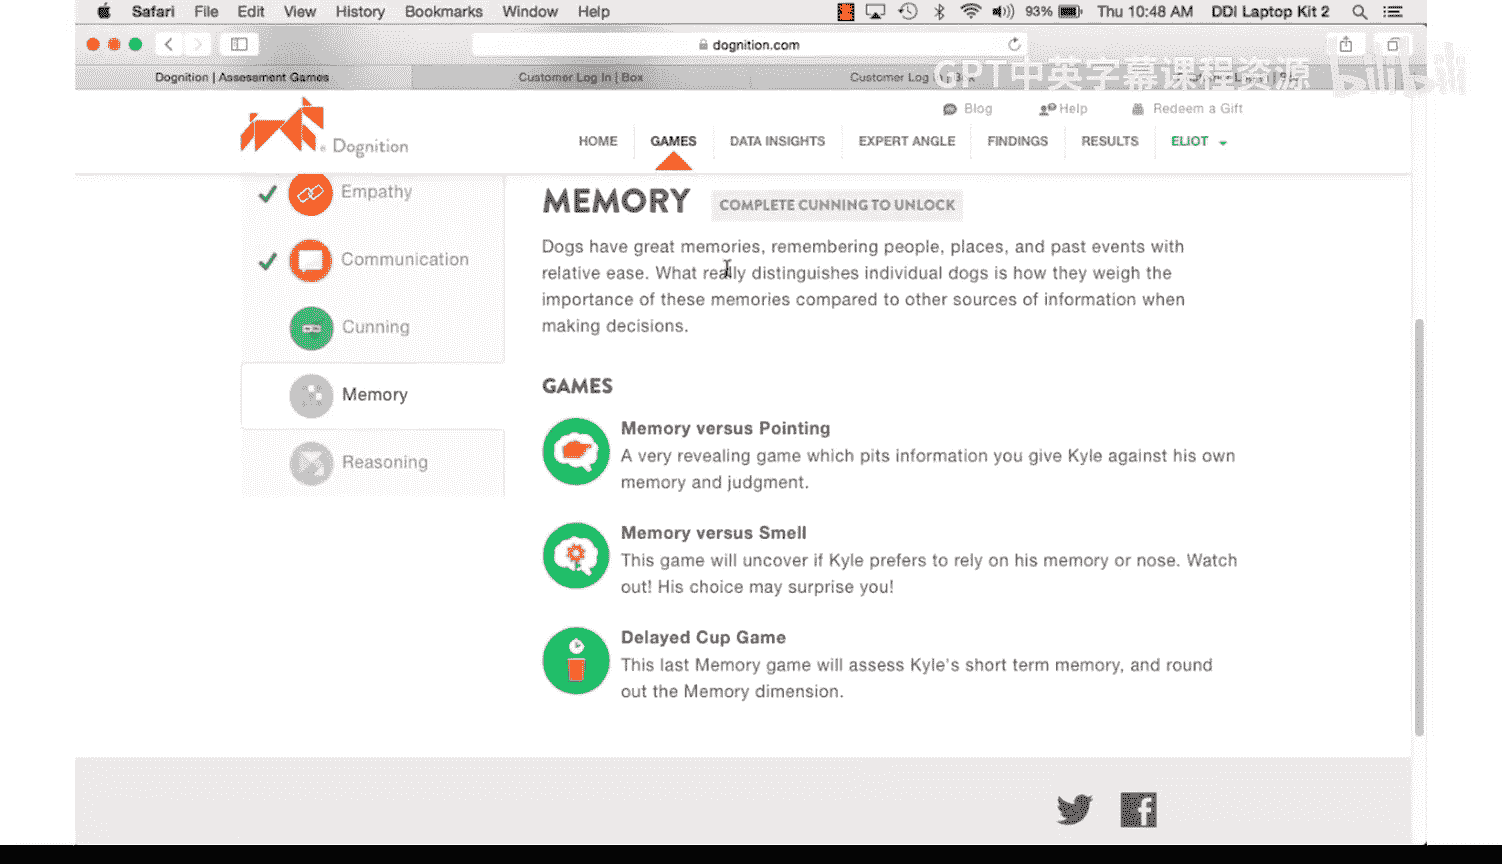 Safari File Edit View History Bookmarks Window Help 93% Thu 10:48 AM DDI Laptop Kit 2
dognition.com
Dognition | Assessment Games Customer Log In | Box Customer Log
GPT中英字幕课程资源 bilibili
Blog Help Redeem a Gift
Dognition
HOME GAMES DATA INSIGHTS EXPERT ANGLE FINDINGS RESULTS ELIOT
Empathy
Communication
Cunning
Memory
Reasoning
MEMORY COMPLETE CUNNING TO UNLOCK
Dogs have great memories, remembering people, places, and past events with
relative ease. What really distinguishes individual dogs is how they weigh the
importance of these memories compared to other sources of information when
making decisions.
GAMES
Memory versus Pointing
A very revealing game which pits information you give Kyle against his own
memory and judgment.
Memory versus Smell
This game will uncover if Kyle prefers to rely on his memory or nose. Watch
out! His choice may surprise you!
Delayed Cup Game
This last Memory game will assess Kyle's short term memory, and round
out the Memory dimension.